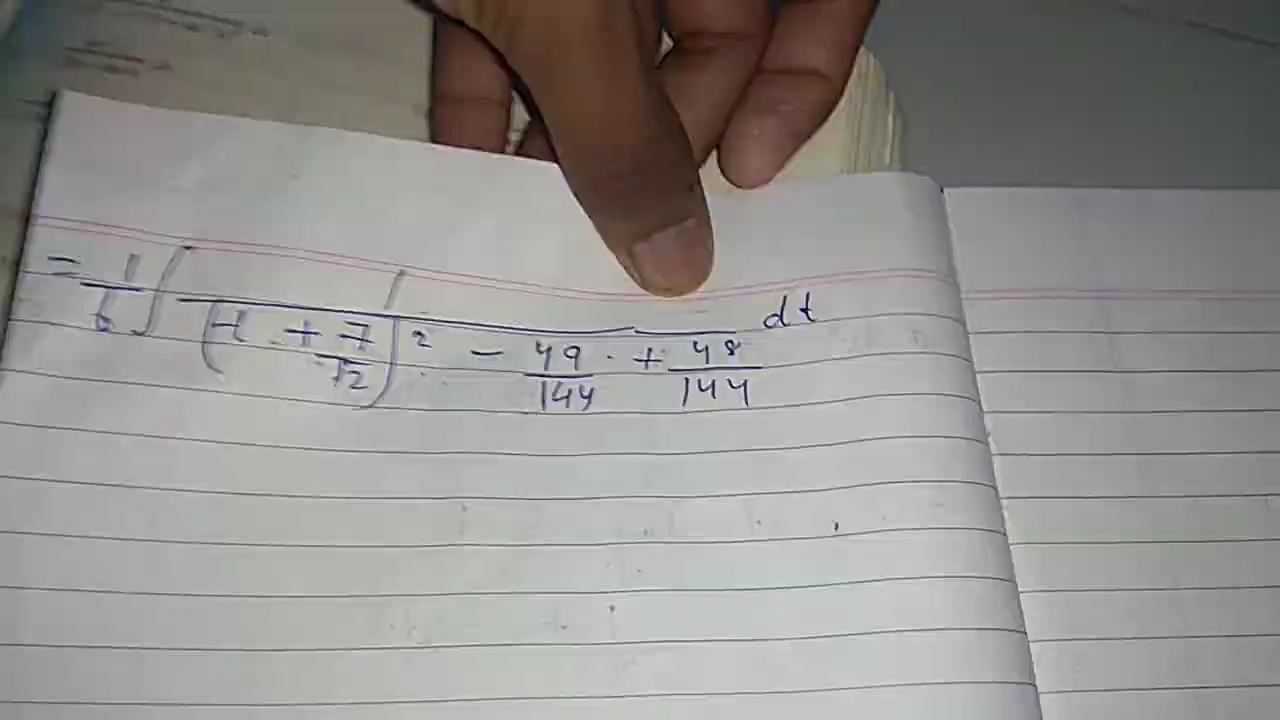 = 1/6 ∫ 1/((t + 7/12)² - 49/144 + 48/144) dt